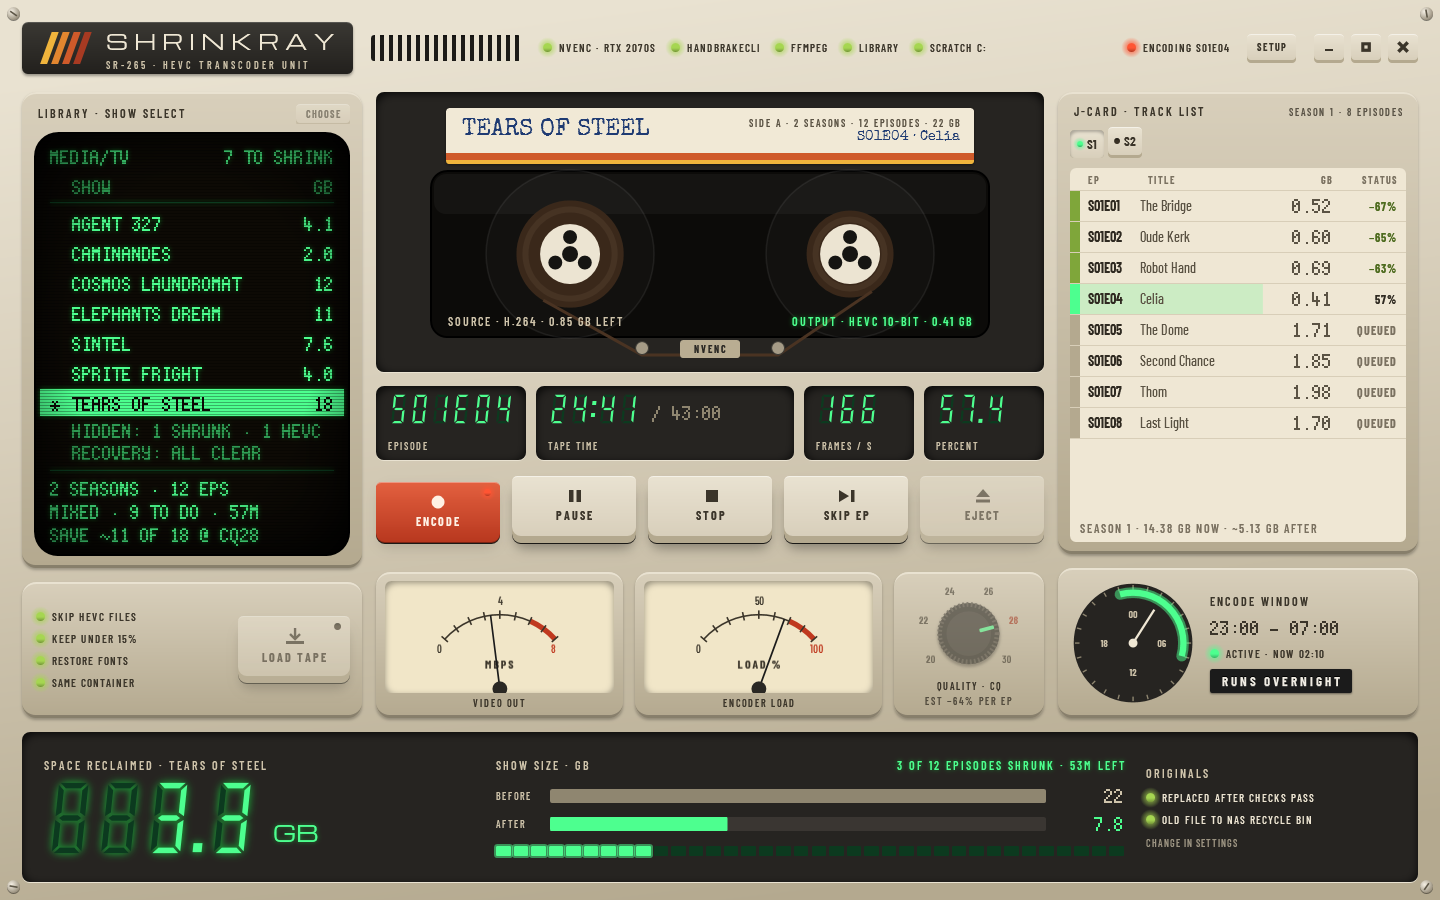 SHRINKRAY
SR-265 · HEVC TRANSCODER UNIT
NVENC · RTX 2070S
HANDBRAKECLI
FFMPEG
LIBRARY
SCRATCH C:
ENCODING S01E04
SETUP
LIBRARY · SHOW SELECT
CHOOSE
MEDIA/TV 7 TO SHRINK
SHOW GB
AGENT 327 4.1
CAMINANDES 2.0
COSMOS LAUNDROMAT 12
ELEPHANTS DREAM 11
SINTEL 7.6
SPRITE FRIGHT 4.0
* TEARS OF STEEL 18
HIDDEN: 1 SHRUNK · 1 HEVC
RECOVERY: ALL CLEAR
2 SEASONS · 12 EPS
MIXED · 9 TO DO · 57M
SAVE ~11 OF 18 @ CQ28
TEARS OF STEEL
SIDE A · 2 SEASONS · 12 EPISODES · 22 GB
S01E04 · Celia
SOURCE · H.264 · 0.85 GB LEFT
OUTPUT · HEVC 10-BIT · 0.41 GB
NVENC
S01E04
EPISODE
24:41 / 43:00
TAPE TIME
166
FRAMES / S
57.4
PERCENT
ENCODE
PAUSE
STOP
SKIP EP
EJECT
J-CARD · TRACK LIST
SEASON 1 · 8 EPISODES
S1
S2
EP TITLE GB STATUS
S01E01 The Bridge 0.52 −67%
S01E02 Oude Kerk 0.60 −65%
S01E03 Robot Hand 0.69 −63%
S01E04 Celia 0.41 57%
S01E05 The Dome 1.71 QUEUED
S01E06 Second Chance 1.85 QUEUED
S01E07 Thom 1.98 QUEUED
S01E08 Last Light 1.70 QUEUED
SEASON 1 · 14.38 GB NOW · ~5.13 GB AFTER
SKIP HEVC FILES
KEEP UNDER 15%
RESTORE FONTS
SAME CONTAINER
LOAD TAPE
0 4 8
MBPS
VIDEO OUT
0 50 100
LOAD %
ENCODER LOAD
20 22 24 26 28 30
QUALITY · CQ
EST −64% PER EP
00 06 12 18
ENCODE WINDOW
23:00 – 07:00
ACTIVE · NOW 02:10
RUNS OVERNIGHT
SPACE RECLAIMED · TEARS OF STEEL
3.3 GB
SHOW SIZE · GB
3 OF 12 EPISODES SHRUNK · 53M LEFT
BEFORE 22
AFTER 7.8
ORIGINALS
REPLACED AFTER CHECKS PASS
OLD FILE TO NAS RECYCLE BIN
CHANGE IN SETTINGS